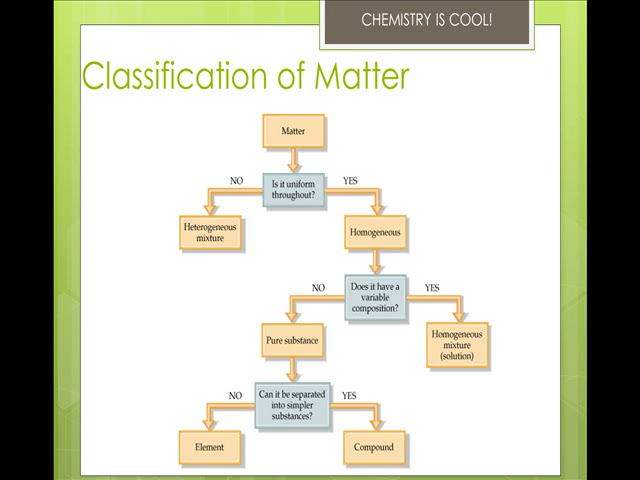 CHEMISTRY IS COOL!
Classification of Matter
Matter
NO
Is it uniform
throughout?
YES
Heterogeneous
mixture
Homogeneous
NO
Does it have a
variable
composition?
YES
Pure substance
Homogeneous
mixture
(solution)
NO
Can it be separated
into simpler
substances?
YES
Element
Compound